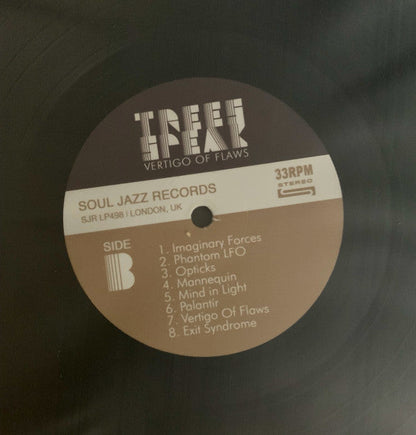 TREES
SPEAK
VERTIGO OF FLAWS
SOUL JAZZ RECORDS
SJR LP498 | LONDON, UK
33RPM
STEREO
SIDE
B
1. Imaginary Forces
2. Phantom LFO
3. Opticks
4. Mannequin
5. Mind in Light
6. Palantir
7. Vertigo Of Flaws
8. Exit Syndrome